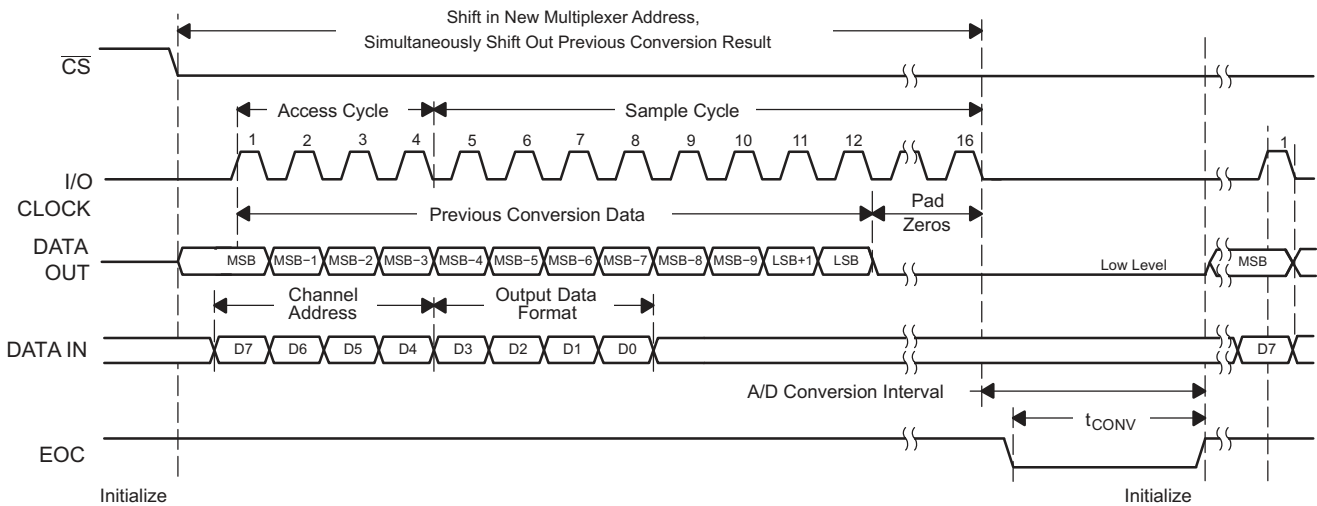 Shift in New Multiplexer Address,
Simultaneously Shift Out Previous Conversion Result
CS
Access Cycle
Sample Cycle
1 2 3 4 5 6 7 8 9 10 11 12 16 1
I/O
CLOCK
Previous Conversion Data
Pad
Zeros
DATA
OUT
MSB MSB−1 MSB−2 MSB−3 MSB−4 MSB−5 MSB−6 MSB−7 MSB−8 MSB−9 LSB+1 LSB
Low Level
MSB
Channel
Address
Output Data
Format
DATA IN
D7 D6 D5 D4 D3 D2 D1 D0
D7
A/D Conversion Interval
tCONV
EOC
Initialize
Initialize